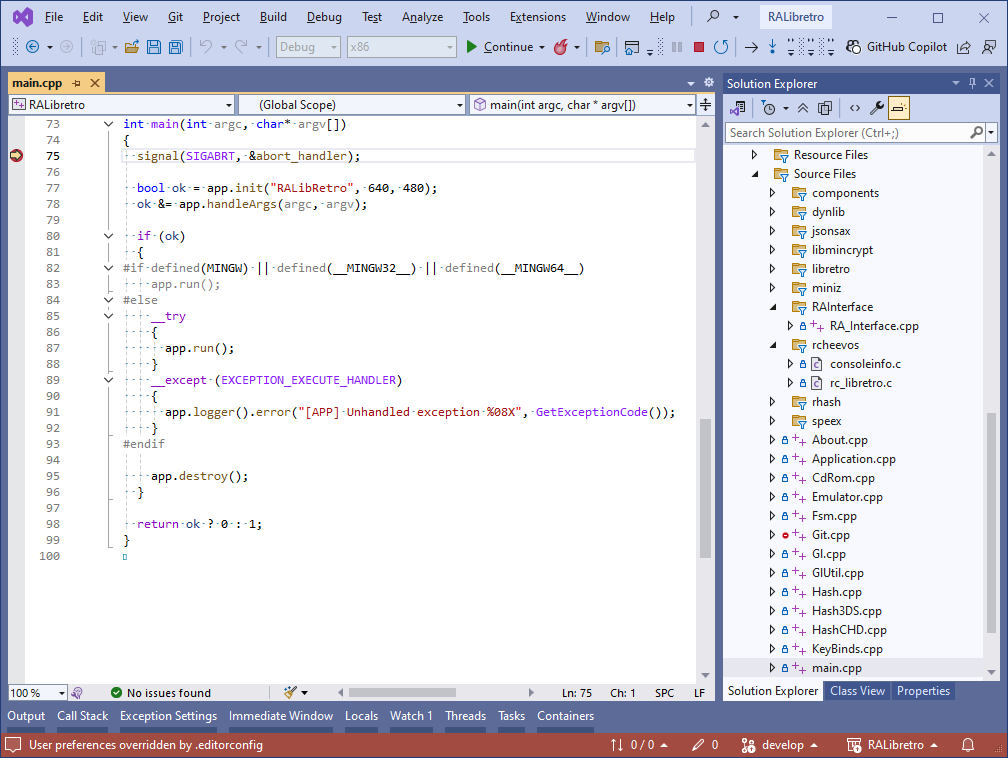 File Edit View Git Project Build Debug Test Analyze Tools Extensions Window Help RALibretro
Debug x86 Continue GitHub Copilot
main.cpp
RALibretro (Global Scope) main(int argc, char * argv[])
73 int main(int argc, char* argv[])
74 {
75 signal(SIGABRT, &abort_handler);
76
77 bool ok = app.init("RALibRetro", 640, 480);
78 ok &= app.handleArgs(argc, argv);
79
80 if (ok)
81 {
82 #if defined(MINGW) || defined(__MINGW32__) || defined(__MINGW64__)
83 app.run();
84 #else
85 __try
86 {
87 app.run();
88 }
89 __except (EXCEPTION_EXECUTE_HANDLER)
90 {
91 app.logger().error("[APP] Unhandled exception %08X", GetExceptionCode());
92 }
93 #endif
94
95 app.destroy();
96 }
97
98 return ok ? 0 : 1;
99 }
100
100 % No issues found Ln: 75 Ch: 1 SPC LF
Solution Explorer
Search Solution Explorer (Ctrl+;)
Resource Files
Source Files
components
dynlib
jsonsax
libmincrypt
libretro
miniz
RAInterface
RA_Interface.cpp
rcheevos
consoleinfo.c
rc_libretro.c
rhash
speex
About.cpp
Application.cpp
CdRom.cpp
Emulator.cpp
Fsm.cpp
Git.cpp
Gl.cpp
GlUtil.cpp
Hash.cpp
Hash3DS.cpp
HashCHD.cpp
KeyBinds.cpp
main.cpp
Solution Explorer Class View Properties
Output Call Stack Exception Settings Immediate Window Locals Watch 1 Threads Tasks Containers
User preferences overridden by .editorconfig 0 / 0 0 develop RALibretro